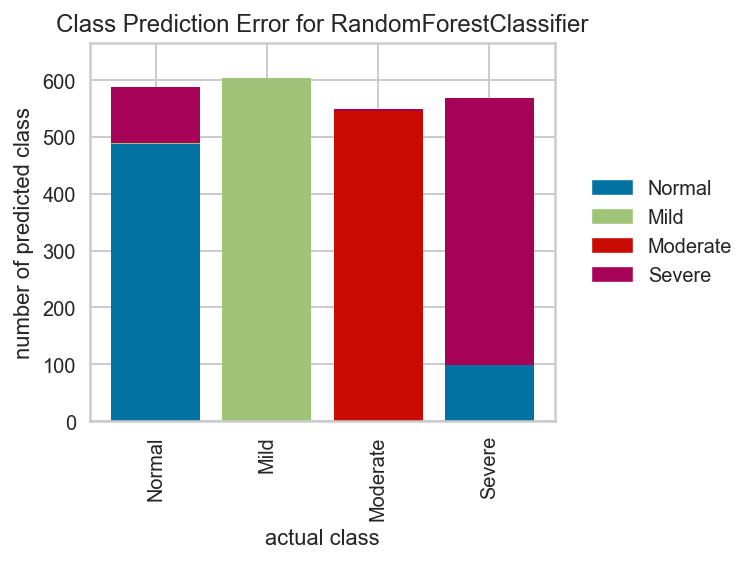 Class Prediction Error for RandomForestClassifier
number of predicted class
600
500
400
300
200
100
0
Normal
Mild
Moderate
Severe
actual class
Normal
Mild
Moderate
Severe